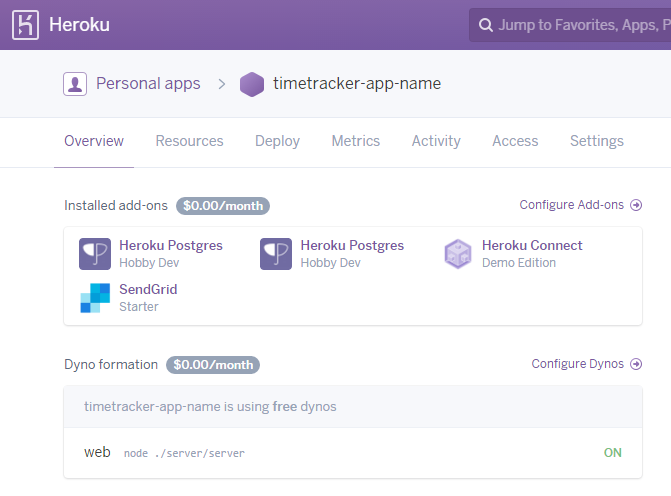 Heroku
Jump to Favorites, Apps, P
Personal apps > timetracker-app-name
Overview Resources Deploy Metrics Activity Access Settings
Installed add-ons $0.00/month Configure Add-ons
Heroku Postgres Heroku Postgres Heroku Connect
Hobby Dev Hobby Dev Demo Edition
SendGrid
Starter
Dyno formation $0.00/month Configure Dynos
timetracker-app-name is using free dynos
web node ./server/server ON